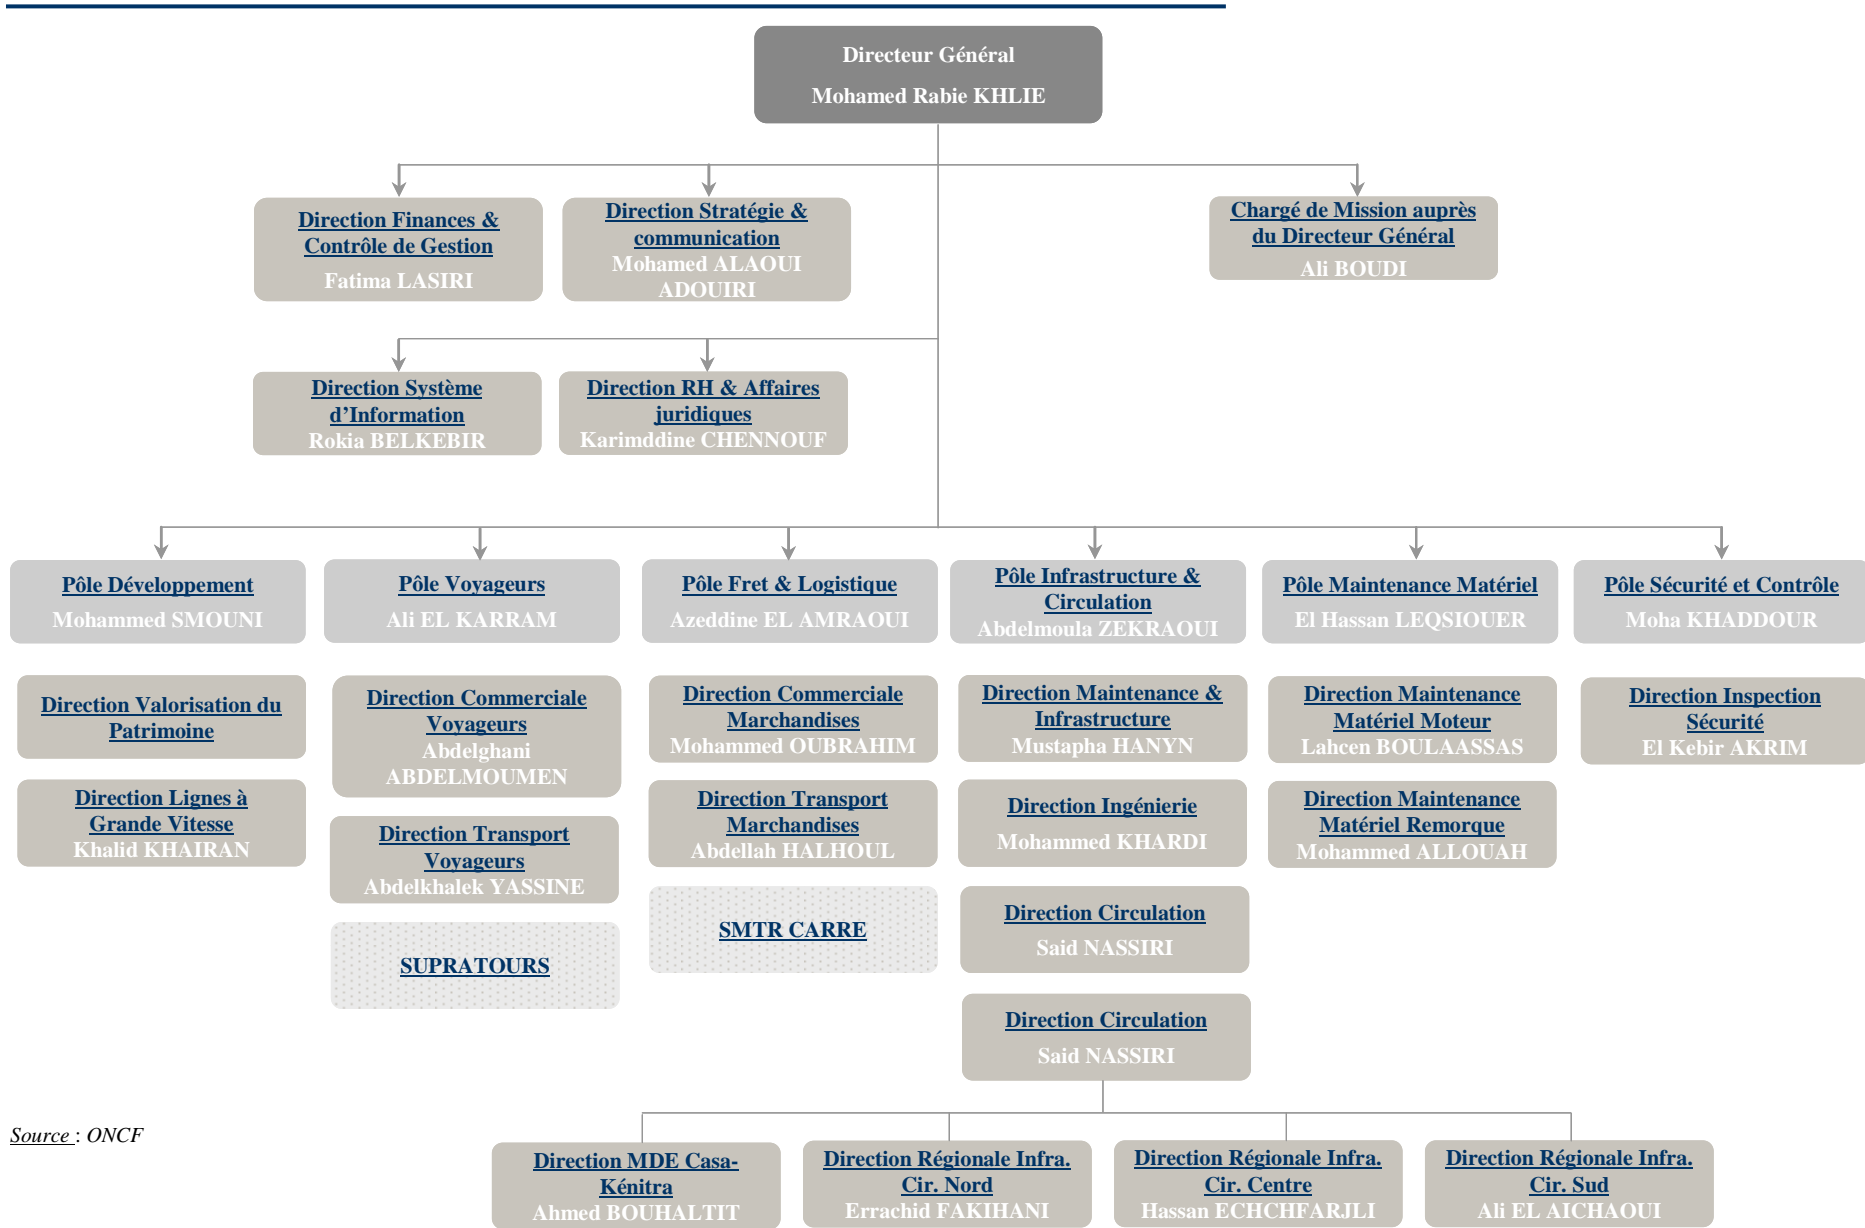 Directeur Général
Mohamed Rabie KHLIE
Direction Finances &
Contrôle de Gestion
Fatima LASIRI
Direction Stratégie &
communication
Mohamed ALAOUI
ADOUIRI
Chargé de Mission auprès
du Directeur Général
Ali BOUDI
Direction Système
d’Information
Rokia BELKEBIR
Direction RH & Affaires
juridiques
Karimddine CHENNOUF
Pôle Développement
Mohammed SMOUNI
Pôle Voyageurs
Ali EL KARRAM
Pôle Fret & Logistique
Azeddine EL AMRAOUI
Pôle Infrastructure &
Circulation
Abdelmoula ZEKRAOUI
Pôle Maintenance Matériel
El Hassan LEQSIOUER
Pôle Sécurité et Contrôle
Moha KHADDOUR
Direction Valorisation du
Patrimoine
Direction Commerciale
Voyageurs
Abdelghani
ABDELMOUMEN
Direction Commerciale
Marchandises
Mohammed OUBRAHIM
Direction Maintenance &
Infrastructure
Mustapha HANYN
Direction Maintenance
Matériel Moteur
Lahcen BOULAASSAS
Direction Inspection
Sécurité
El Kebir AKRIM
Direction Lignes à
Grande Vitesse
Khalid KHAIRAN
Direction Transport
Voyageurs
Abdelkhalek YASSINE
Direction Transport
Marchandises
Abdellah HALHOUL
Direction Ingénierie
Mohammed KHARDI
Direction Maintenance
Matériel Remorque
Mohammed ALLOUAH
SUPRATOURS
SMTR CARRE
Direction Circulation
Said NASSIRI
Direction Circulation
Said NASSIRI
Source : ONCF
Direction MDE Casa-
Kénitra
Ahmed BOUHALTIT
Direction Régionale Infra.
Cir. Nord
Errachid FAKIHANI
Direction Régionale Infra.
Cir. Centre
Hassan ECHCHFARJLI
Direction Régionale Infra.
Cir. Sud
Ali EL AICHAOUI